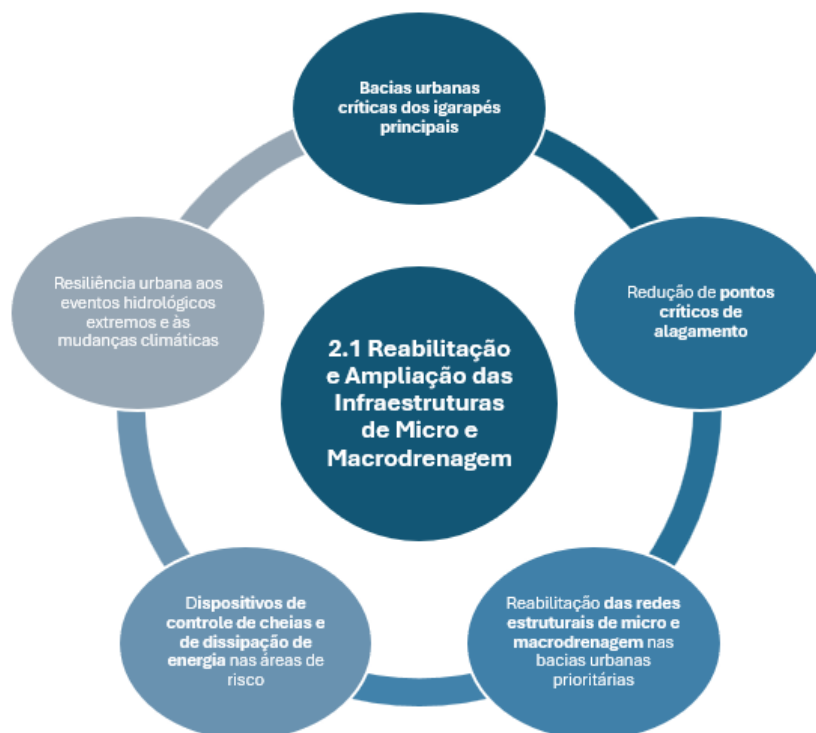 Bacias urbanas
críticas dos igarapés
principais
Redução de pontos
críticos de
alagamento
Reabilitação das redes
estruturais de micro e
macrodrenagem nas
bacias urbanas
prioritárias
Dispositivos de
controle de cheias e
de dissipação de
energia nas áreas de
risco
Resiliência urbana aos
eventos hidrológicos
extremos e às
mudanças climáticas
2.1 Reabilitação
e Ampliação das
Infraestruturas
de Micro e
Macrodrenagem